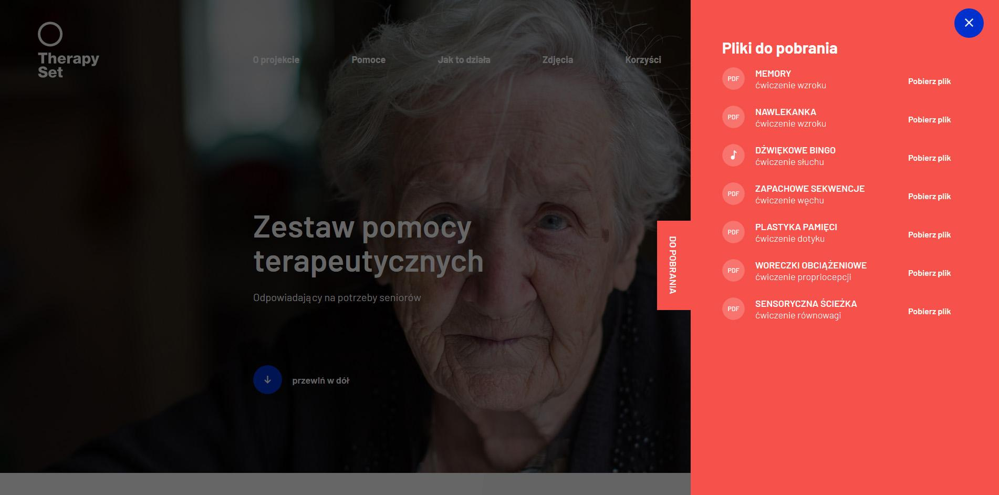 Therapy
Set
O projekcie
Pomoce
Jak to działa
Zdjęcia
Korzyści
Zestaw pomocy
terapeutycznych
Odpowiadający na potrzeby seniorów
przewiń w dół
DO POBRANIA
Pliki do pobrania
PDF
MEMORY
ćwiczenie wzroku
Pobierz plik
PDF
NAWLEKANKA
ćwiczenie wzroku
Pobierz plik
DŹWIĘKOWE BINGO
ćwiczenie słuchu
Pobierz plik
PDF
ZAPACHOWE SEKWENCJE
ćwiczenie węchu
Pobierz plik
PDF
PLASTYKA PAMIĘCI
ćwiczenie dotyku
Pobierz plik
PDF
WORECZKI OBCIĄŻENIOWE
ćwiczenie propriocepcji
Pobierz plik
PDF
SENSORYCZNA ŚCIEŻKA
ćwiczenie równowagi
Pobierz plik